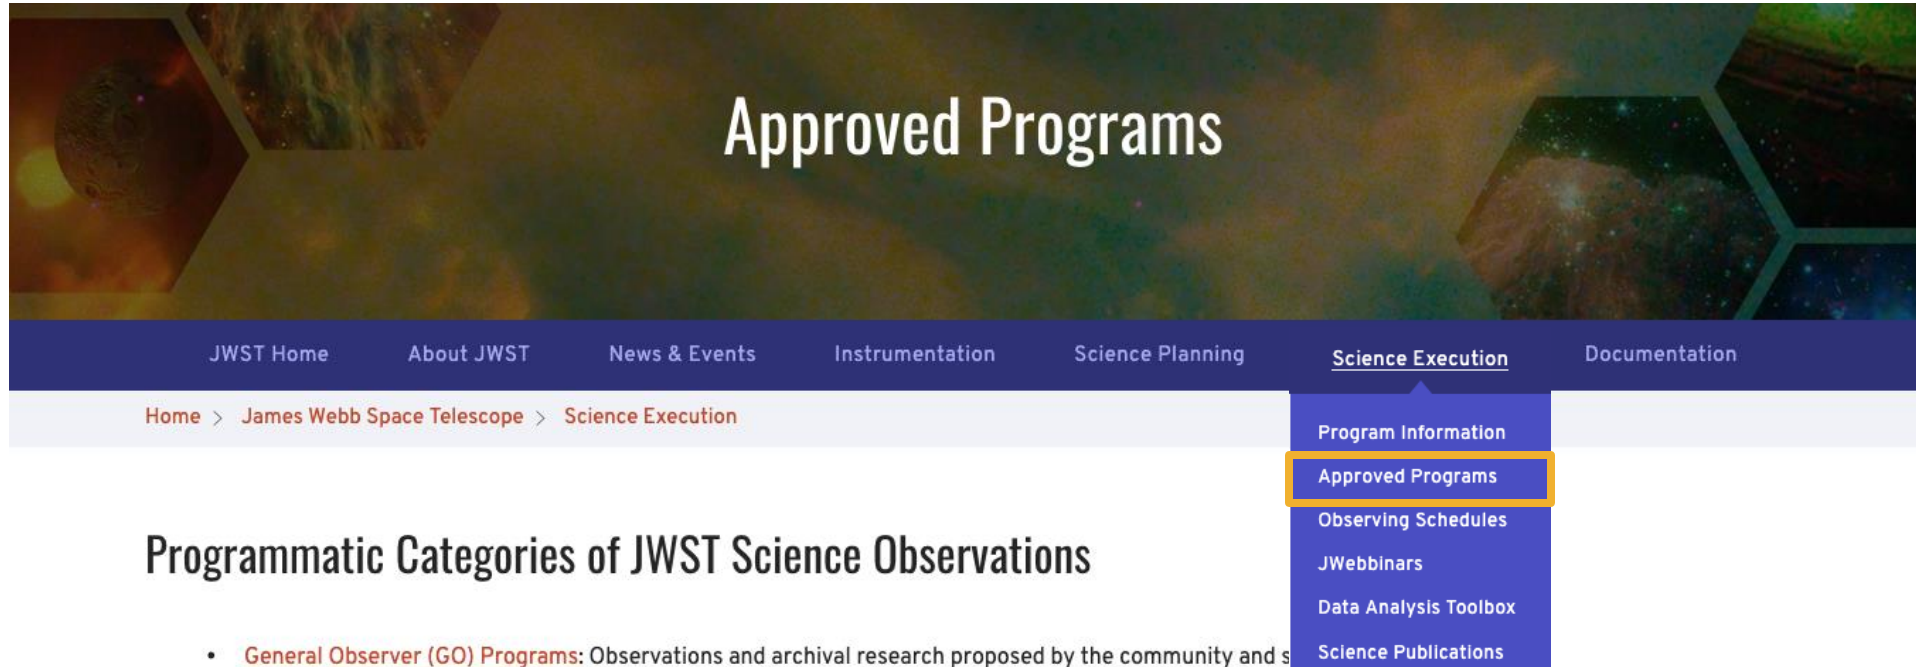 Approved Programs
JWST Home About JWST News & Events Instrumentation Science Planning Science Execution Documentation
Home > James Webb Space Telescope > Science Execution
Program Information
Approved Programs
Observing Schedules
JWebbinars
Data Analysis Toolbox
Science Publications
Programmatic Categories of JWST Science Observations
• General Observer (GO) Programs: Observations and archival research proposed by the community and s